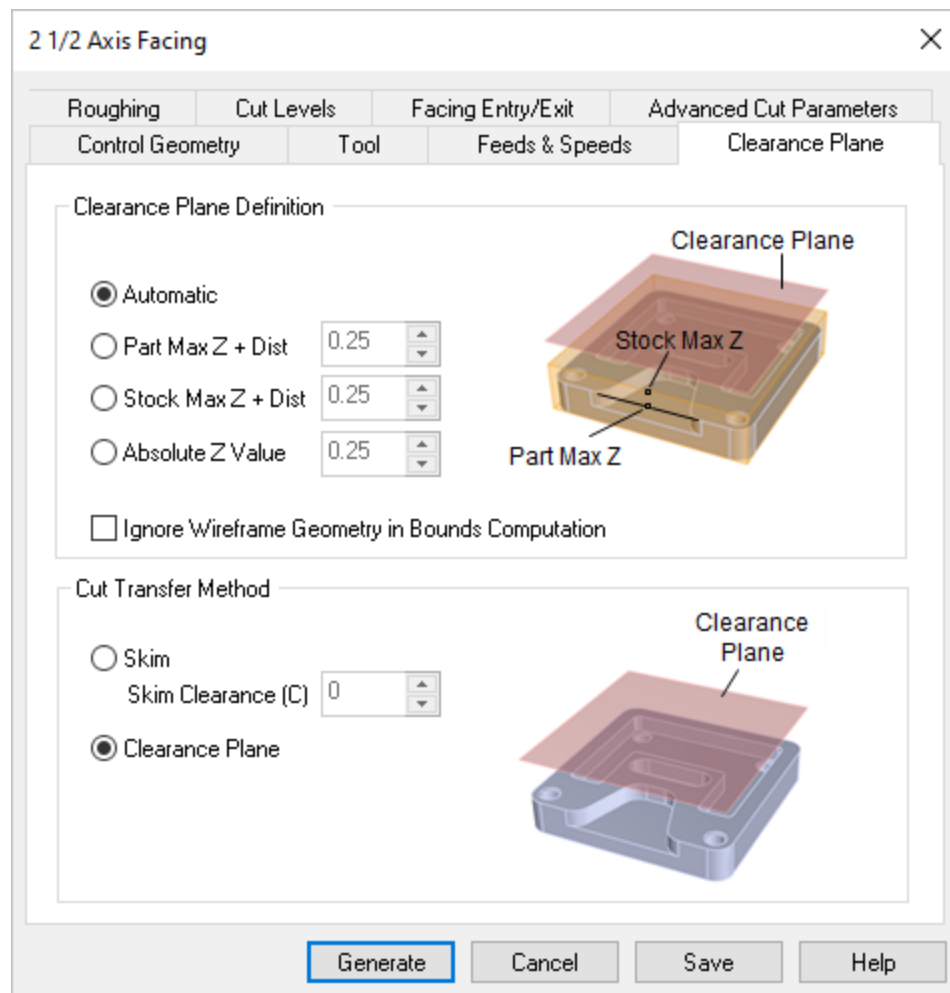 2 1/2 Axis Facing
Roughing Cut Levels Facing Entry/Exit Advanced Cut Parameters
Control Geometry Tool Feeds & Speeds Clearance Plane
Clearance Plane Definition
Clearance Plane
Automatic
Part Max Z + Dist 0.25
Stock Max Z
Stock Max Z + Dist 0.25
Absolute Z Value 0.25
Part Max Z
Ignore Wireframe Geometry in Bounds Computation
Cut Transfer Method
Clearance
Plane
Skim
Skim Clearance (C) 0
Clearance Plane
Generate Cancel Save Help